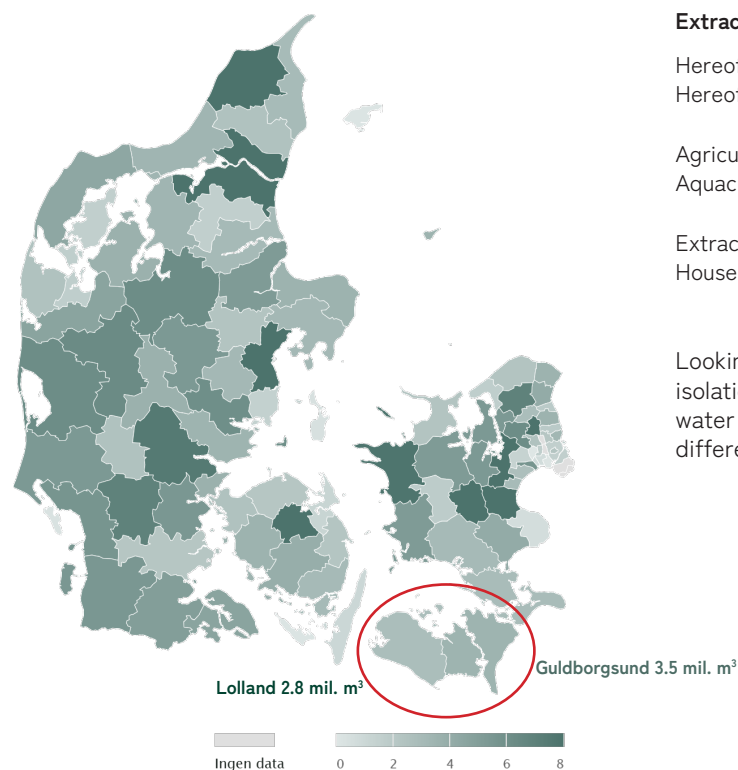 Extrac
Hereof
Hereof
Agricu
Aquac
Extrac
House
Lookin
isolatio
water
differe
Guldborgsund 3.5 mil. m³
Lolland 2.8 mil. m³
Ingen data
0 2 4 6 8